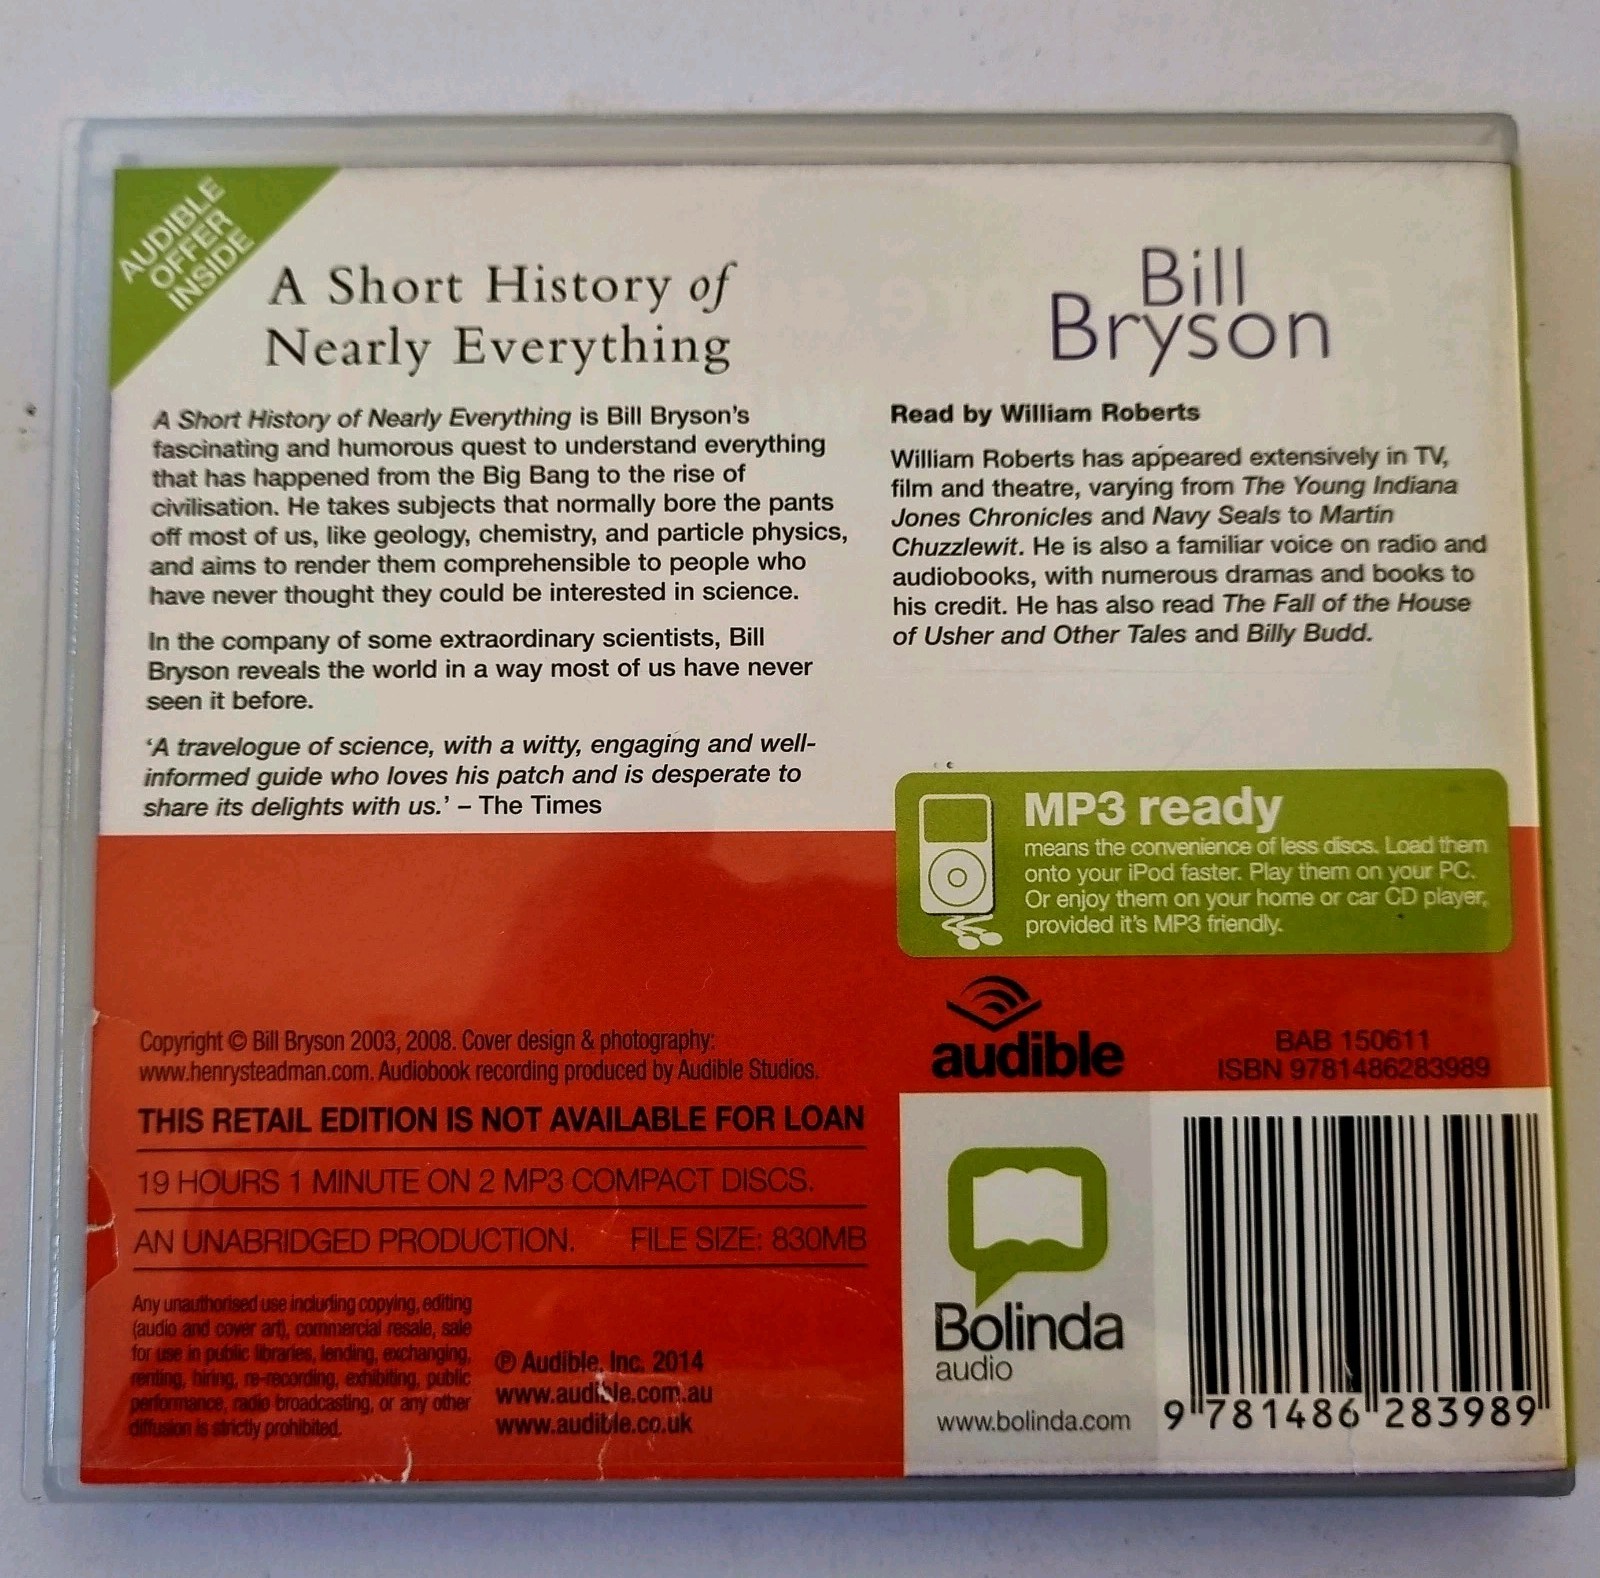 AUDIBLE
OFFER
INSIDE
A Short History of
Nearly Everything
A Short History of Nearly Everything is Bill Bryson's
fascinating and humorous quest to understand everything
that has happened from the Big Bang to the rise of
civilisation. He takes subjects that normally bore the pants
off most of us, like geology, chemistry, and particle physics,
and aims to render them comprehensible to people who
have never thought they could be interested in science.
In the company of some extraordinary scientists, Bill
Bryson reveals the world in a way most of us have never
seen it before.
‘A travelogue of science, with a witty, engaging and well-
informed guide who loves his patch and is desperate to
share its delights with us.’ – The Times
Bill
Bryson
Read by William Roberts
William Roberts has appeared extensively in TV,
film and theatre, varying from The Young Indiana
Jones Chronicles and Navy Seals to Martin
Chuzzlewit. He is also a familiar voice on radio and
audiobooks, with numerous dramas and books to
his credit. He has also read The Fall of the House
of Usher and Other Tales and Billy Budd.
MP3 ready
means the convenience of less discs. Load them
onto your iPod faster. Play them on your PC.
Or enjoy them on your home or car CD player,
provided it's MP3 friendly.
Copyright © Bill Bryson 2003, 2008. Cover design & photography:
www.henrysteadman.com. Audiobook recording produced by Audible Studios.
THIS RETAIL EDITION IS NOT AVAILABLE FOR LOAN
19 HOURS 1 MINUTE ON 2 MP3 COMPACT DISCS.
AN UNABRIDGED PRODUCTION. FILE SIZE: 830MB
Any unauthorised use including copying, editing
(audio and cover art), commercial resale, sale
for use in public libraries, lending, exchanging,
renting, hiring, re-recording, exhibiting, public
performance, radio broadcasting, or any other
diffusion is strictly prohibited.
℗ Audible, Inc. 2014
www.audible.com.au
www.audible.co.uk
audible
BAB 150611
ISBN 9781486283989
Bolinda
audio
www.bolinda.com
9 781486 283989